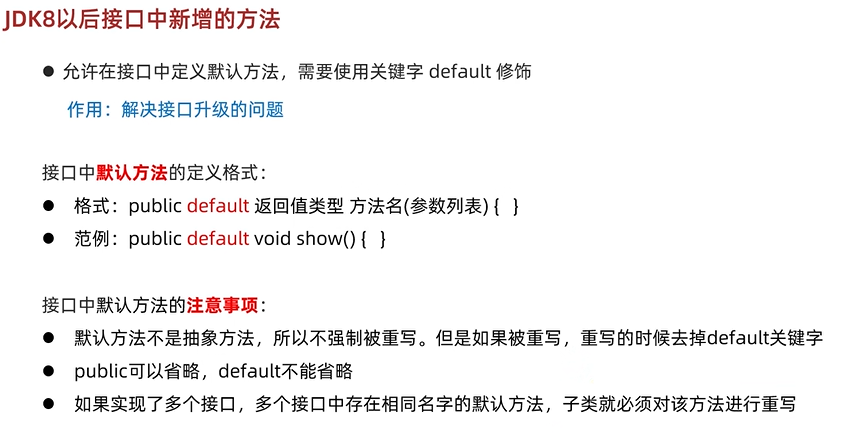 JDK8以后接口中新增的方法
● 允许在接口中定义默认方法，需要使用关键字 default 修饰
作用：解决接口升级的问题
接口中默认方法的定义格式：
● 格式：public default 返回值类型 方法名(参数列表) { }
● 范例：public default void show() { }
接口中默认方法的注意事项：
● 默认方法不是抽象方法，所以不强制被重写。但是如果被重写，重写的时候去掉default关键字
● public可以省略，default不能省略
● 如果实现了多个接口，多个接口中存在相同名字的默认方法，子类就必须对该方法进行重写